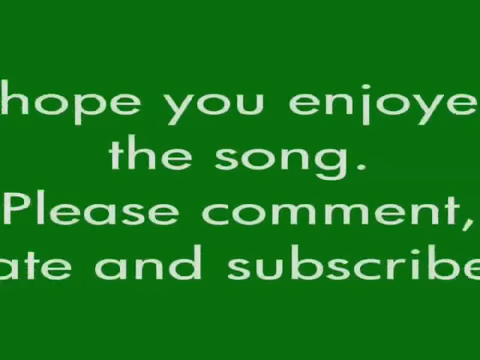 hope you enjoye
the song.
Please comment,
ate and subscribe